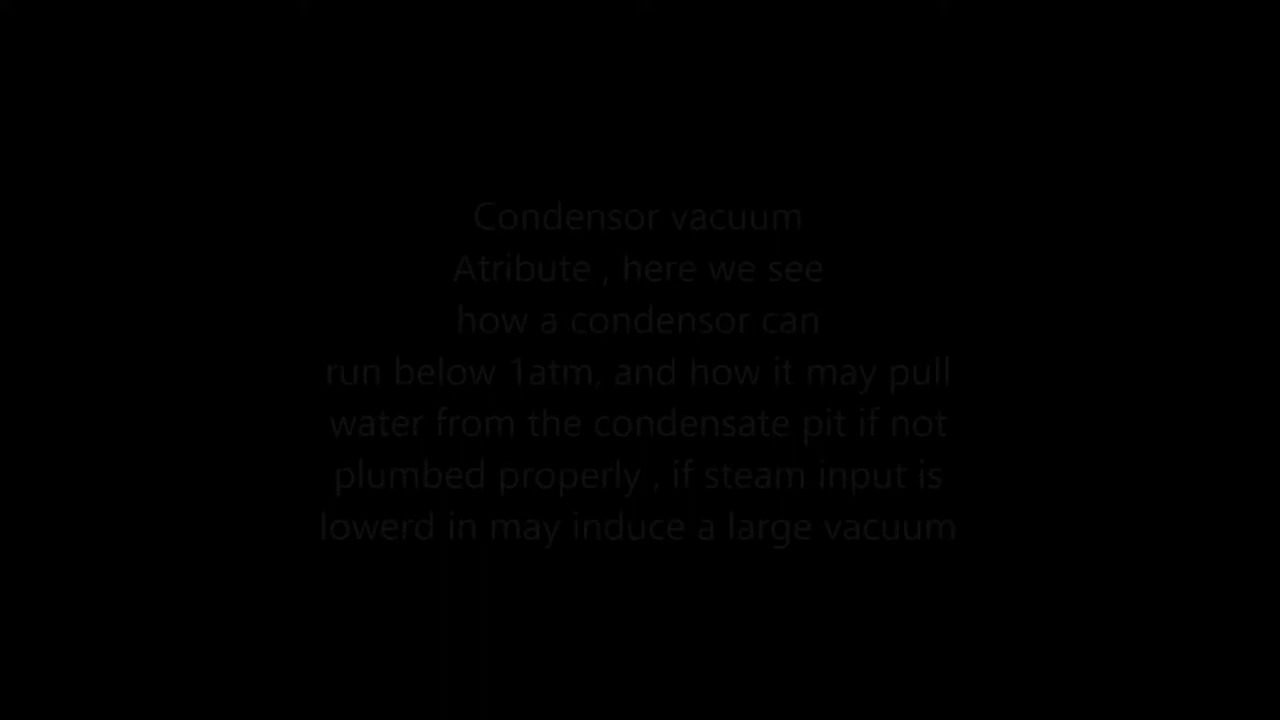 Condensor vacuum
Atribute , here we see
how a condensor can
run below 1atm, and how it may pull
water from the condensate pit if not
plumbed properly , if steam input is
lowerd in may induce a large vacuum